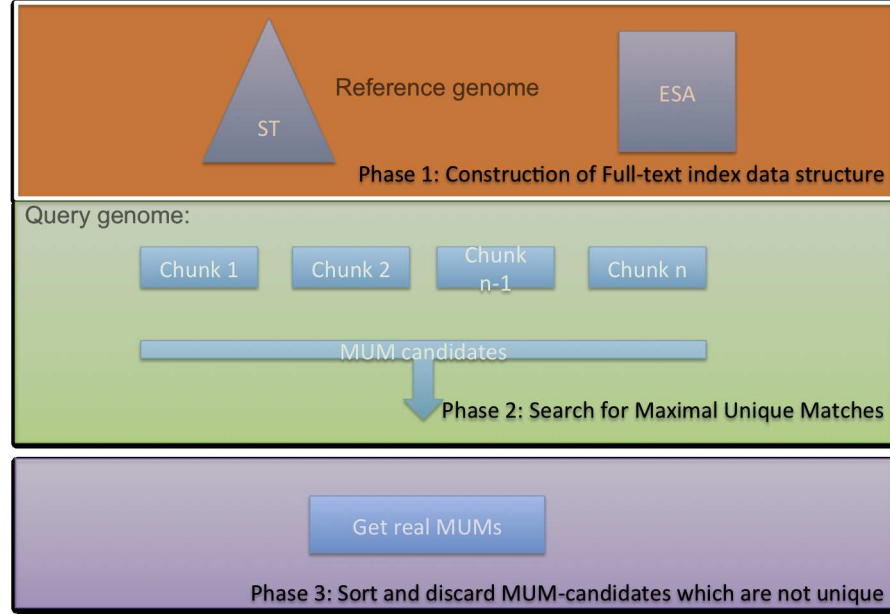 Reference genome
ST
ESA
Phase 1: Construction of Full-text index data structure
Query genome:
Chunk 1
Chunk 2
Chunk
n-1
Chunk n
MUM candidates
Phase 2: Search for Maximal Unique Matches
Get real MUMs
Phase 3: Sort and discard MUM-candidates which are not unique